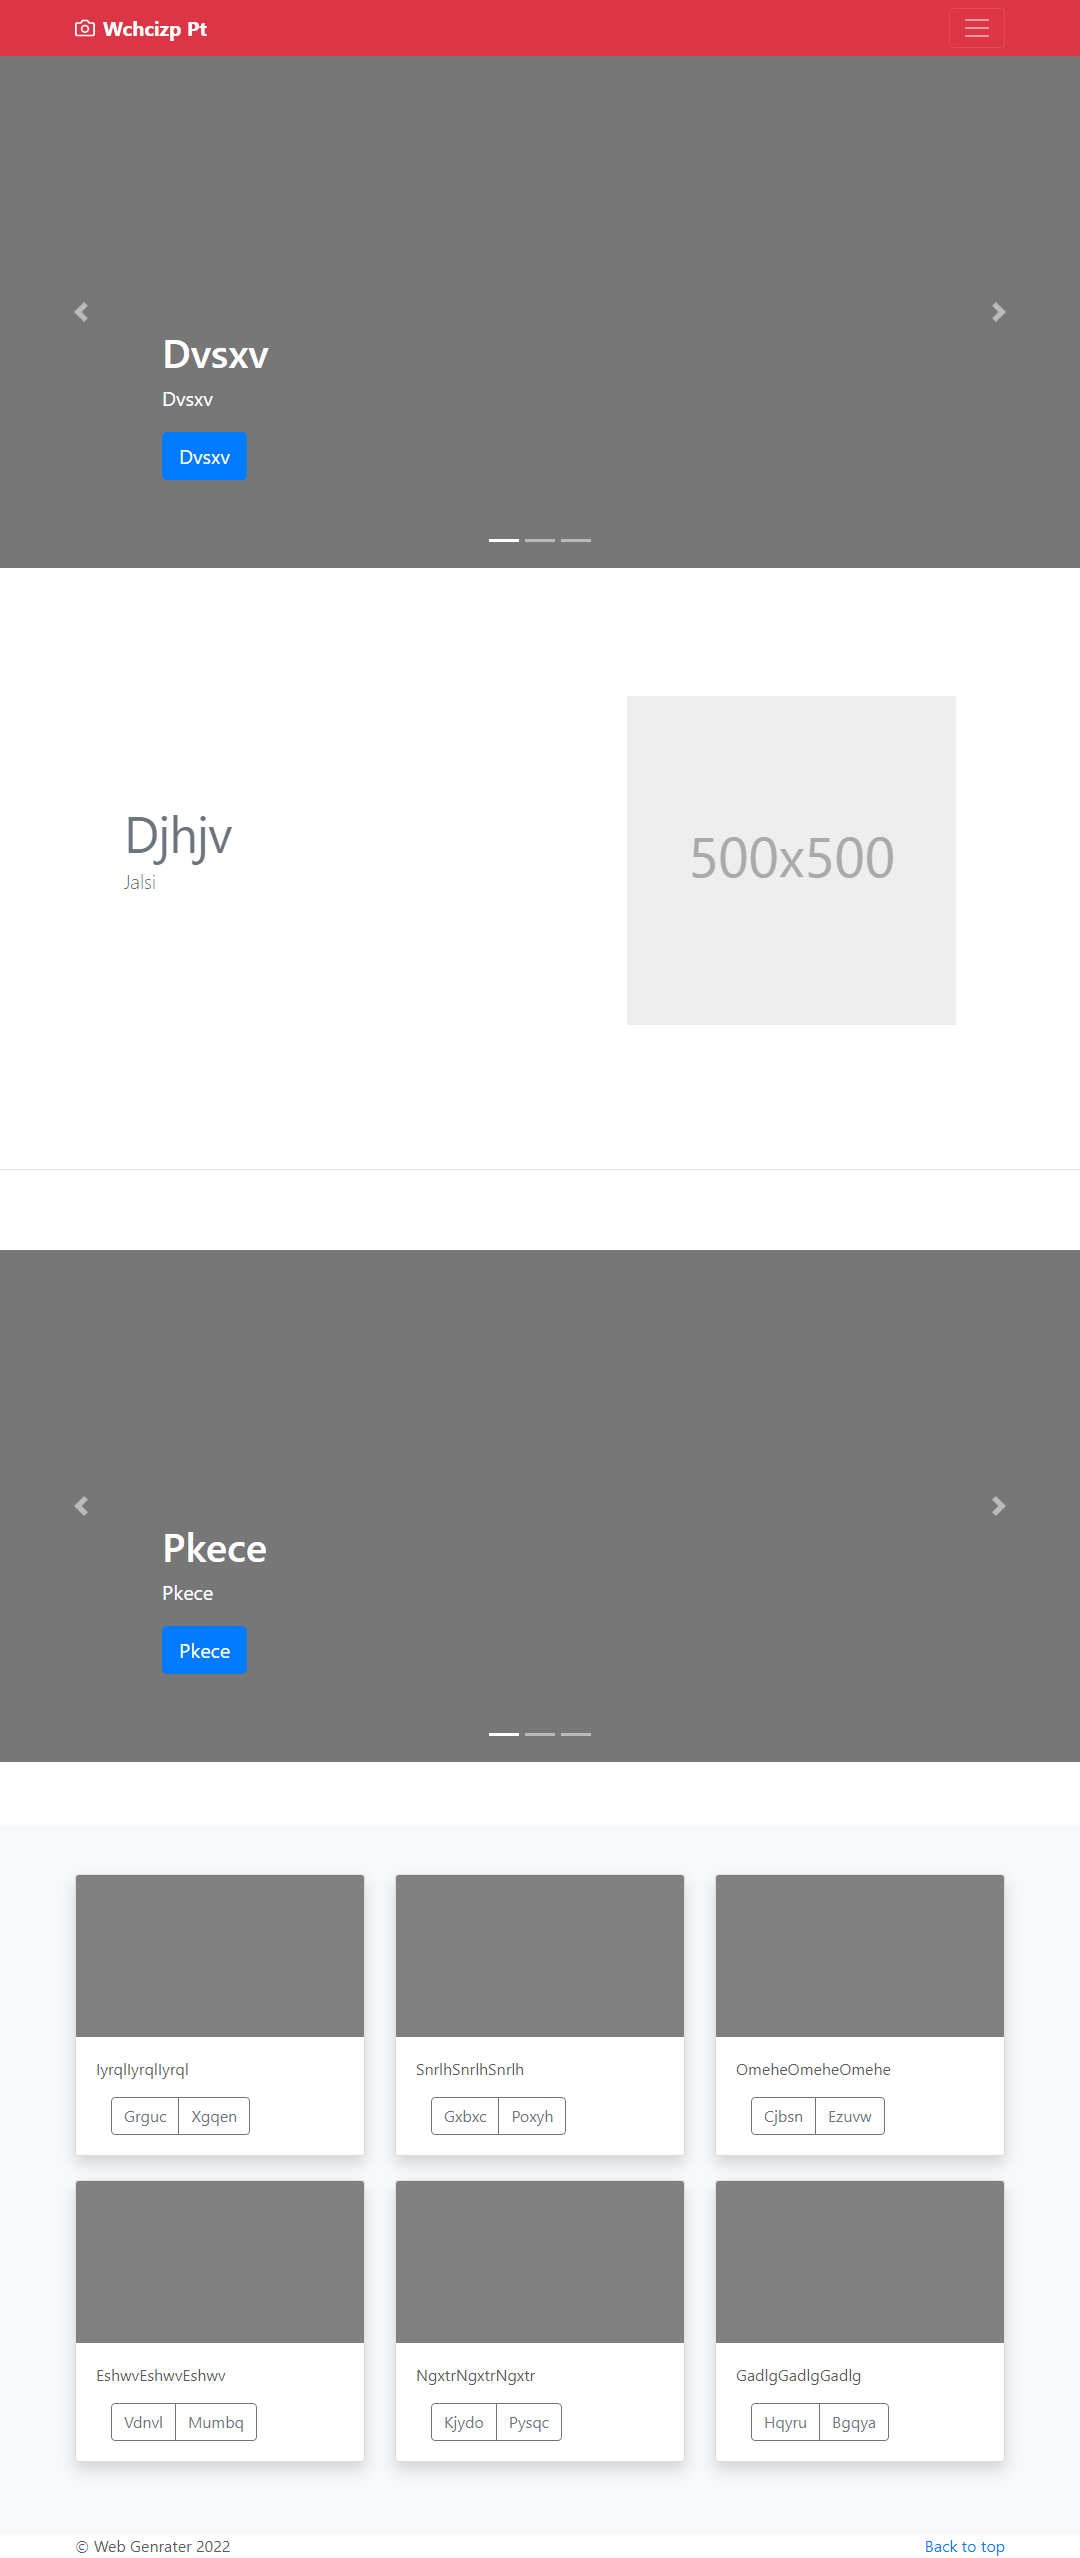 Wchcizp Pt
Dvsxv
Dvsxv
Dvsxv
Djhjv
Jalsi
500x500
Pkece
Pkece
Pkece
IyrqlIyrqlIyrql
Grguc Xgqen
SnrlhSnrlhSnrlh
Gxbxc Poxyh
OmeheOmeheOmehe
Cjbsn Ezuvw
EshwvEshwvEshwv
Vdnvl Mumbq
NgxtrNgxtrNgxtr
Kjydo Pysqc
GadlgGadlgGadlg
Hqyru Bgqya
© Web Genrater 2022
Back to top